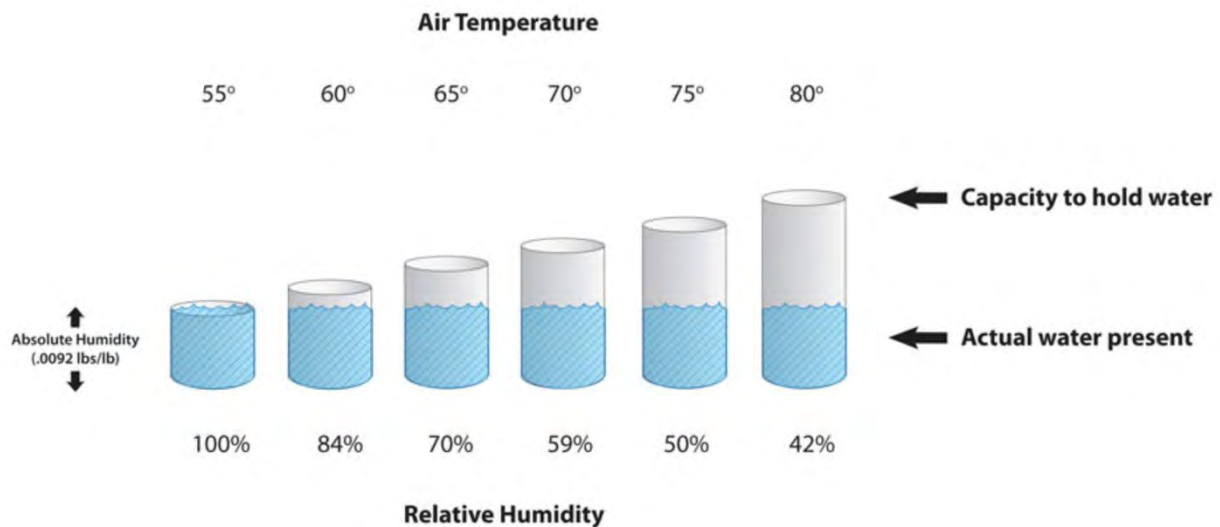 Air Temperature
55° 60° 65° 70° 75° 80°
Capacity to hold water
Absolute Humidity
(.0092 lbs/lb)
Actual water present
100% 84% 70% 59% 50% 42%
Relative Humidity